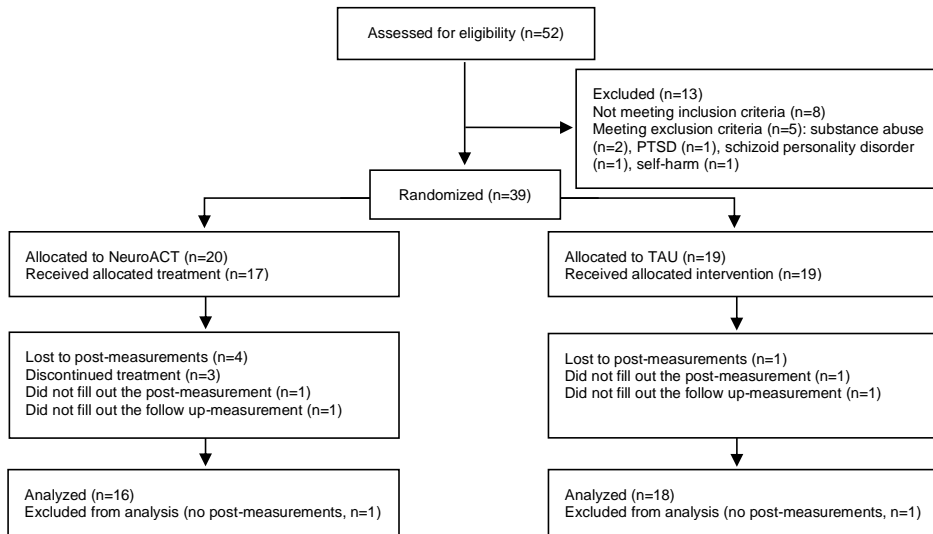 Assessed for eligibility (n=52)
Excluded (n=13)
Not meeting inclusion criteria (n=8)
Meeting exclusion criteria (n=5): substance abuse
(n=2), PTSD (n=1), schizoid personality disorder
(n=1), self-harm (n=1)
Randomized (n=39)
Allocated to NeuroACT (n=20)
Received allocated treatment (n=17)
Allocated to TAU (n=19)
Received allocated intervention (n=19)
Lost to post-measurements (n=4)
Discontinued treatment (n=3)
Did not fill out the post-measurement (n=1)
Did not fill out the follow up-measurement (n=1)
Lost to post-measurements (n=1)
Did not fill out the post-measurement (n=1)
Did not fill out the follow up-measurement (n=1)
Analyzed (n=16)
Excluded from analysis (no post-measurements, n=1)
Analyzed (n=18)
Excluded from analysis (no post-measurements, n=1)